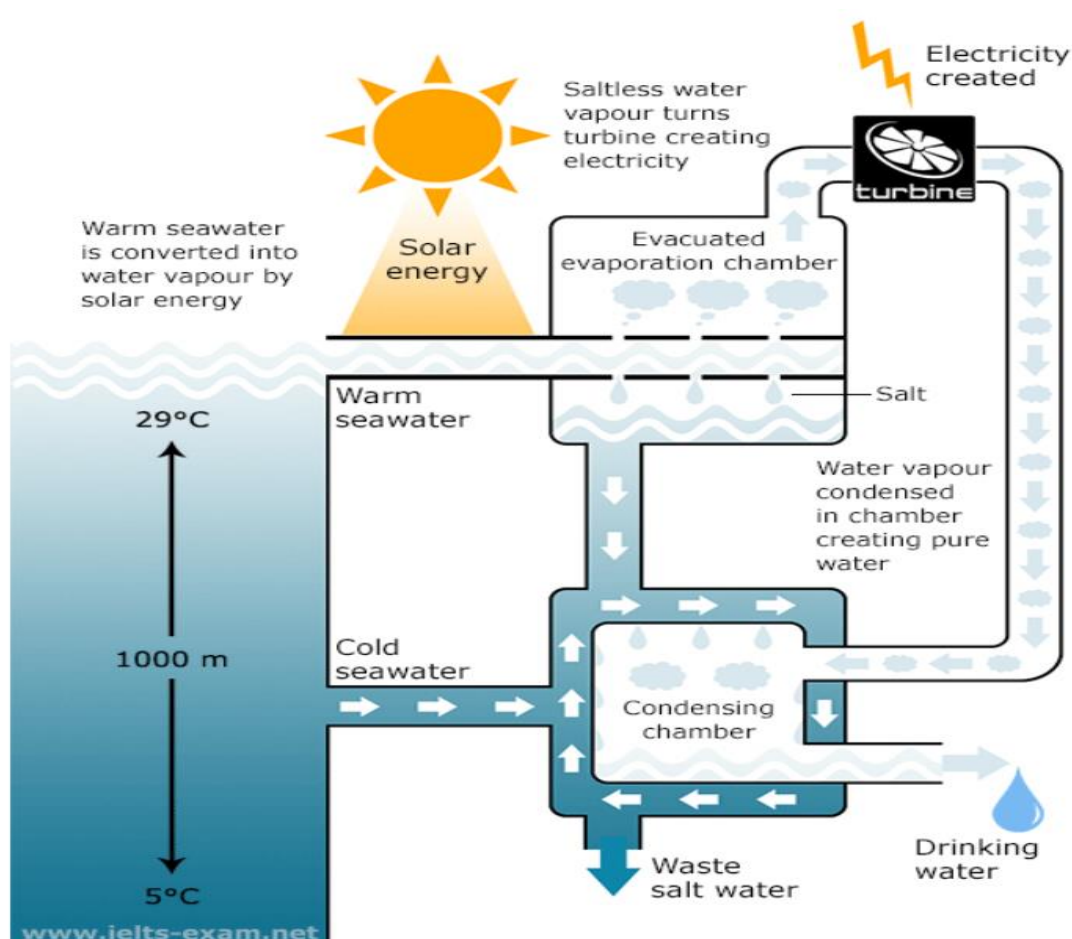 Electricity
created
Saltless water
vapour turns
turbine creating
electricity
turbine
Warm seawater
is converted into
water vapour by
solar energy
Solar
energy
Evacuated
evaporation chamber
29°C
Warm
seawater
Salt
Water vapour
condensed
in chamber
creating pure
water
1000 m
Cold
seawater
Condensing
chamber
5°C
Waste
salt water
Drinking
water
www.ielts-exam.net